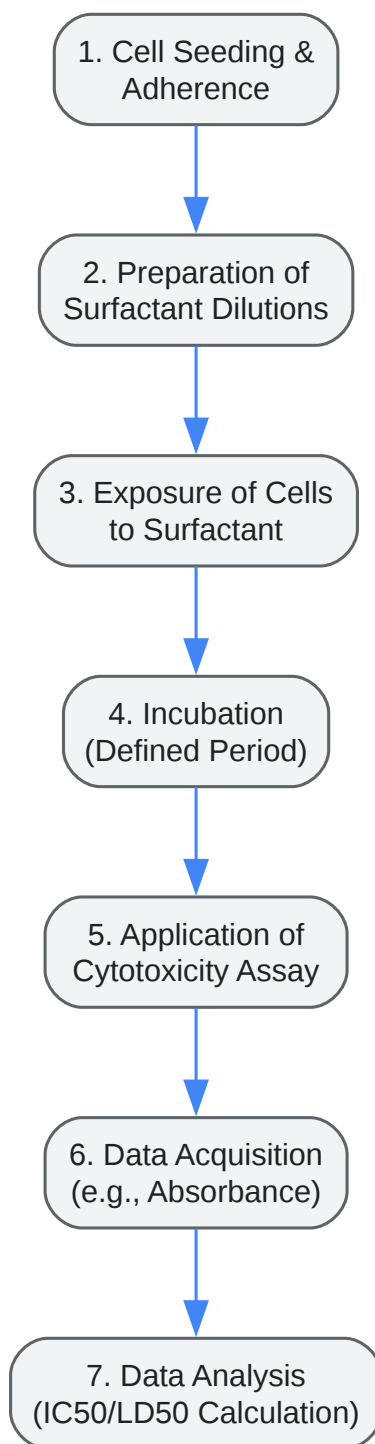 1. Cell Seeding &
Adherence
2. Preparation of
Surfactant Dilutions
3. Exposure of Cells
to Surfactant
4. Incubation
(Defined Period)
5. Application of
Cytotoxicity Assay
6. Data Acquisition
(e.g., Absorbance)
7. Data Analysis
(IC50/LD50 Calculation)